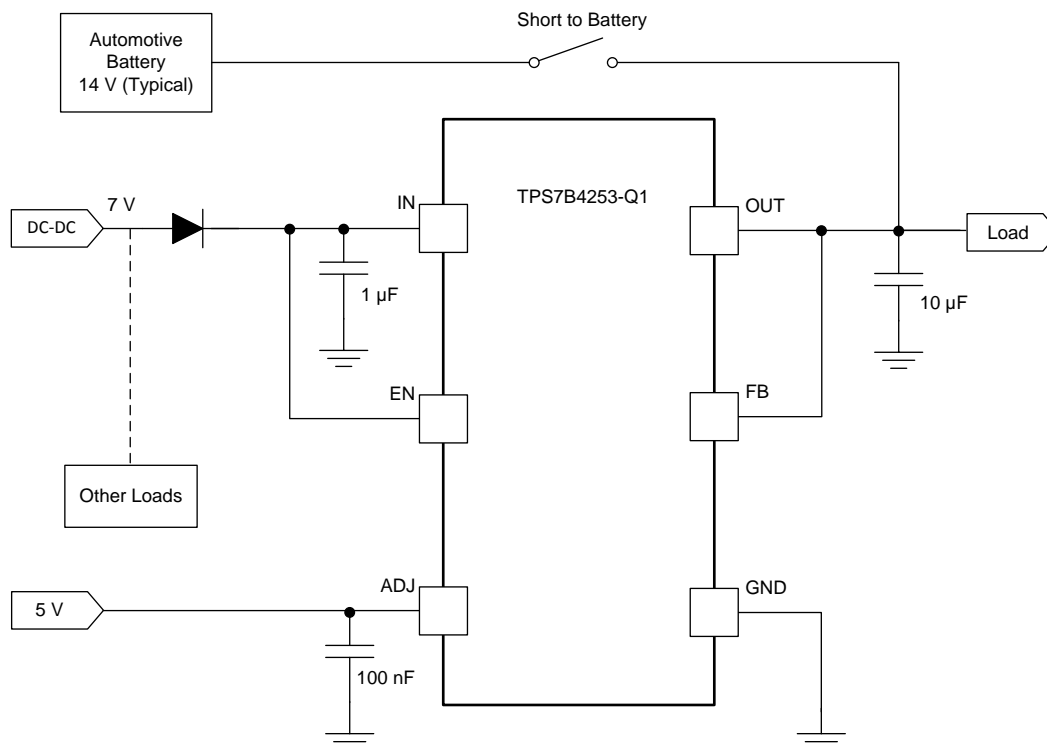 Short to Battery
Automotive
Battery
14 V (Typical)
TPS7B4253-Q1
7 V
IN
OUT
DC-DC
Load
1 µF
10 µF
EN
FB
Other Loads
ADJ
GND
5 V
100 nF